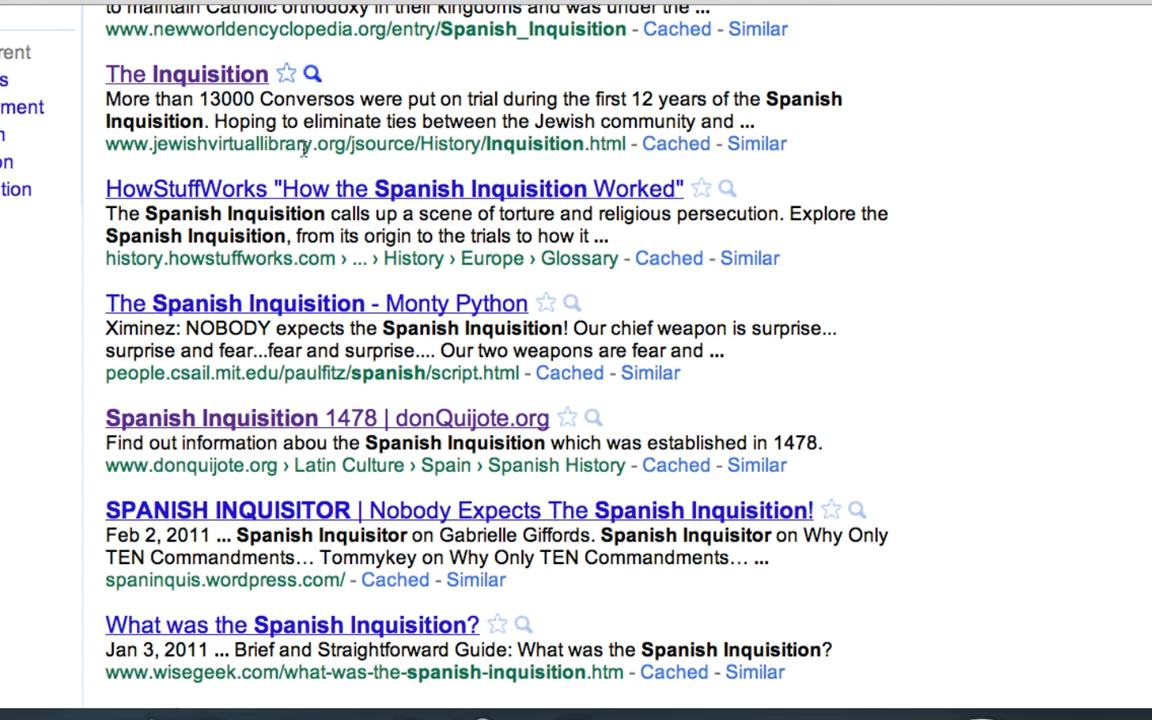 to maintain Catholic orthodoxy in their kingdoms and was under the ...
www.newworldencyclopedia.org/entry/Spanish_Inquisition - Cached - Similar
rent
s
ment
n
on
tion
The Inquisition
More than 13000 Conversos were put on trial during the first 12 years of the Spanish
Inquisition. Hoping to eliminate ties between the Jewish community and ...
www.jewishvirtuallibrary.org/jsource/History/Inquisition.html - Cached - Similar
HowStuffWorks "How the Spanish Inquisition Worked"
The Spanish Inquisition calls up a scene of torture and religious persecution. Explore the
Spanish Inquisition, from its origin to the trials to how it ...
history.howstuffworks.com › ... › History › Europe › Glossary - Cached - Similar
The Spanish Inquisition - Monty Python
Ximinez: NOBODY expects the Spanish Inquisition! Our chief weapon is surprise...
surprise and fear...fear and surprise.... Our two weapons are fear and ...
people.csail.mit.edu/paulfitz/spanish/script.html - Cached - Similar
Spanish Inquisition 1478 | donQuijote.org
Find out information abou the Spanish Inquisition which was established in 1478.
www.donquijote.org › Latin Culture › Spain › Spanish History - Cached - Similar
SPANISH INQUISITOR | Nobody Expects The Spanish Inquisition!
Feb 2, 2011 ... Spanish Inquisitor on Gabrielle Giffords. Spanish Inquisitor on Why Only
TEN Commandments… Tommykey on Why Only TEN Commandments… ...
spaninquis.wordpress.com/ - Cached - Similar
What was the Spanish Inquisition?
Jan 3, 2011 ... Brief and Straightforward Guide: What was the Spanish Inquisition?
www.wisegeek.com/what-was-the-spanish-inquisition.htm - Cached - Similar